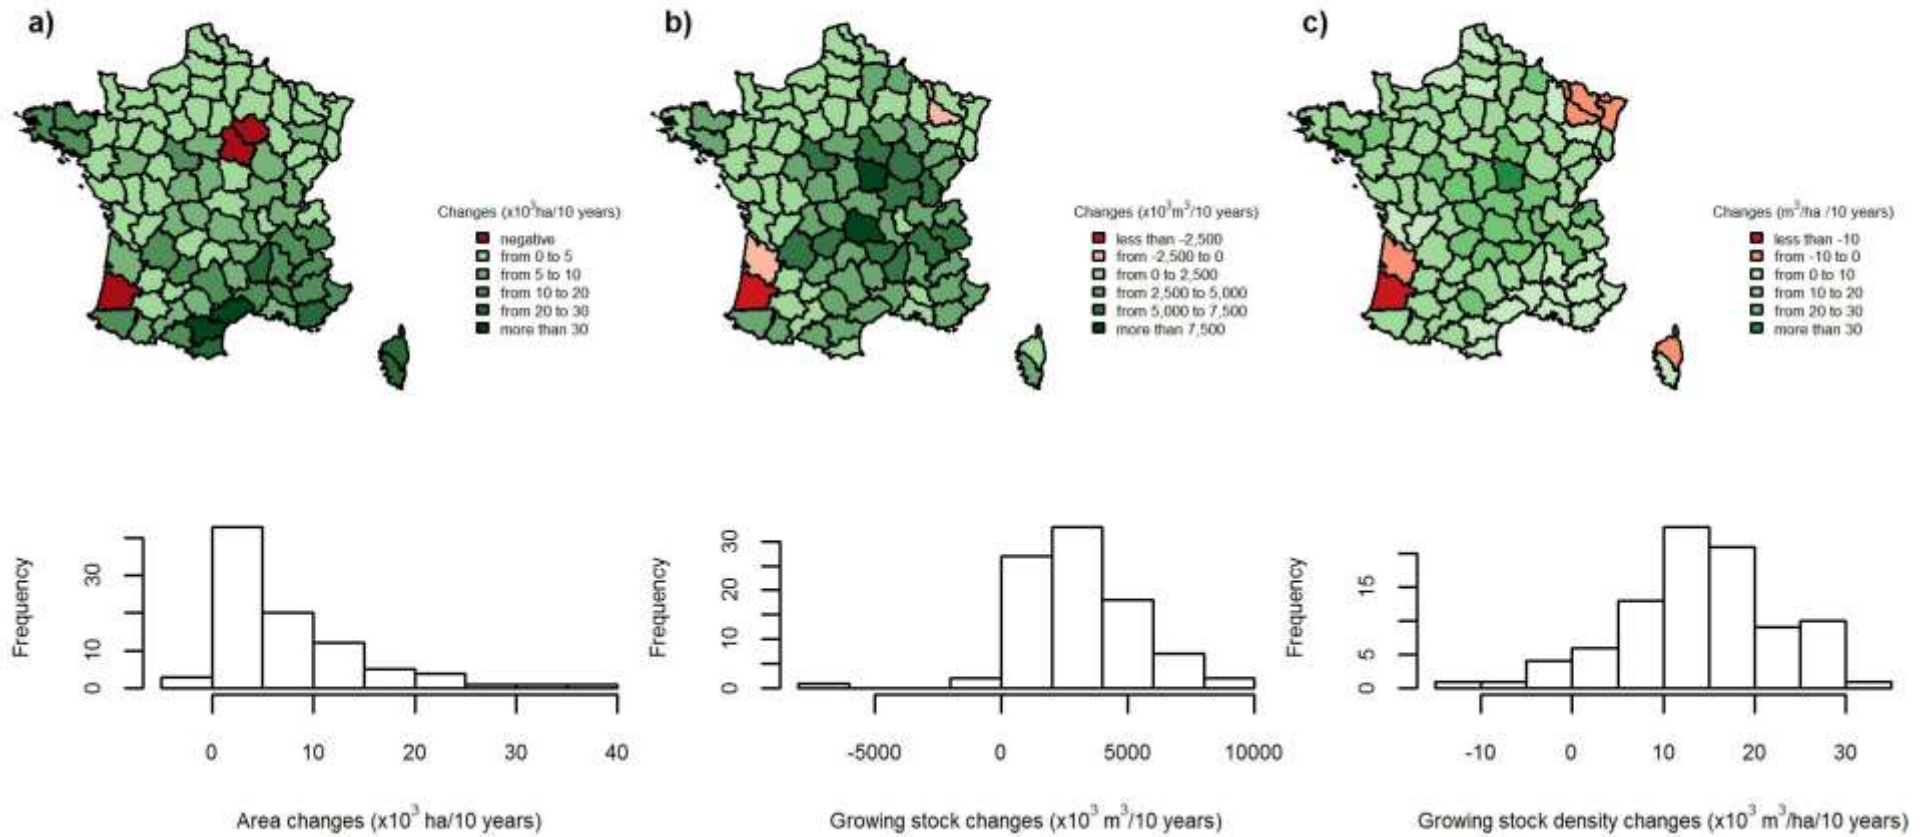 a)
Changes (x10³ha/10 years)
negative
from 0 to 5
from 5 to 10
from 10 to 20
from 20 to 30
more than 30
b)
Changes (x10³m³/10 years)
less than -2,500
from -2,500 to 0
from 0 to 2,500
from 2,500 to 5,000
from 5,000 to 7,500
more than 7,500
c)
Changes (m³/ha /10 years)
less than -10
from -10 to 0
from 0 to 10
from 10 to 20
from 20 to 30
more than 30
Frequency
0 10 30
0 10 20 30 40
Area changes (x10³ ha/10 years)
Frequency
0 10 20 30
-5000 0 5000 10000
Growing stock changes (x10³ m³/10 years)
Frequency
0 5 15
-10 0 10 20 30
Growing stock density changes (x10³ m³/ha/10 years)